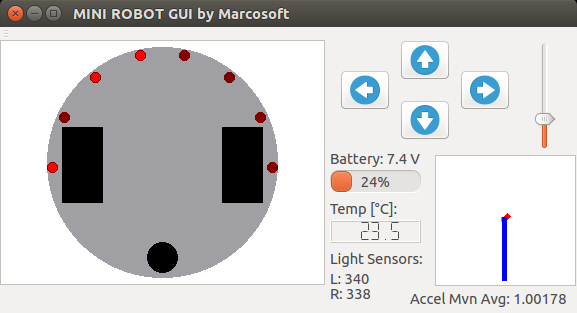 MINI ROBOT GUI by Marcosoft
Battery: 7.4 V
24%
Temp [°C]:
23.5
Light Sensors:
L: 340
R: 338
Accel Mvn Avg: 1.00178